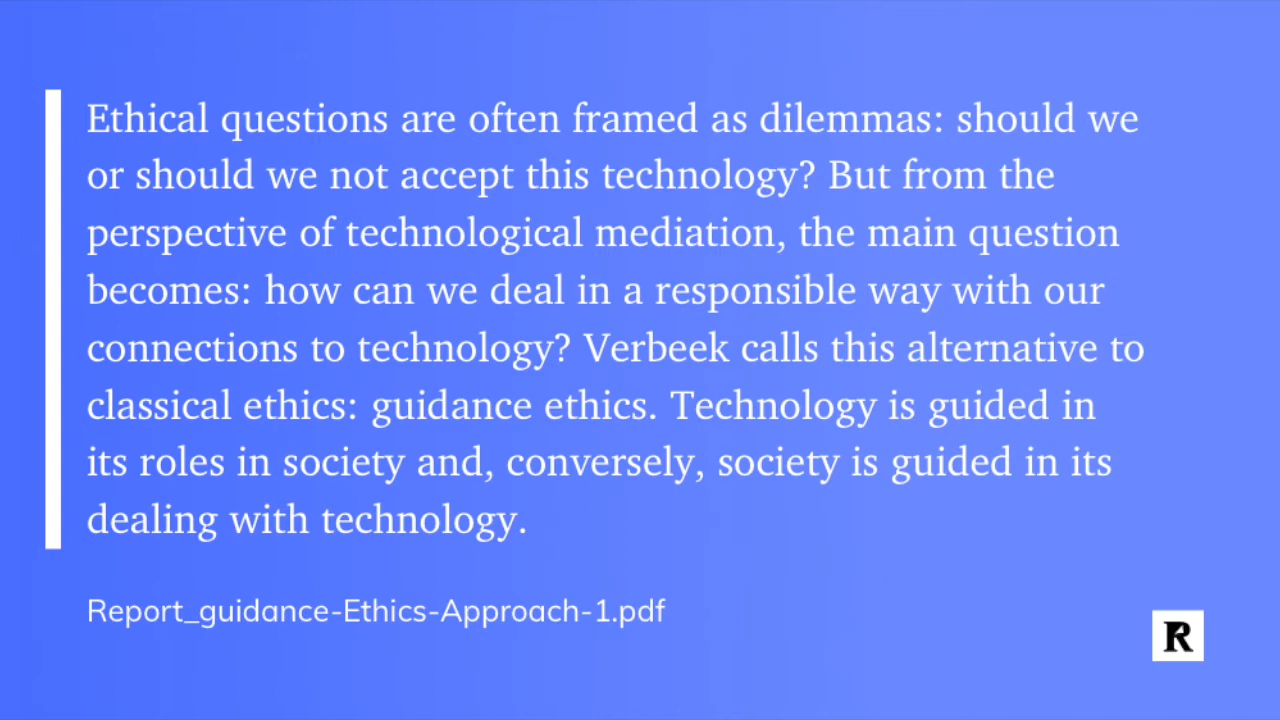 Ethical questions are often framed as dilemmas: should we
or should we not accept this technology? But from the
perspective of technological mediation, the main question
becomes: how can we deal in a responsible way with our
connections to technology? Verbeek calls this alternative to
classical ethics: guidance ethics. Technology is guided in
its roles in society and, conversely, society is guided in its
dealing with technology.
Report_guidance-Ethics-Approach-1.pdf
R